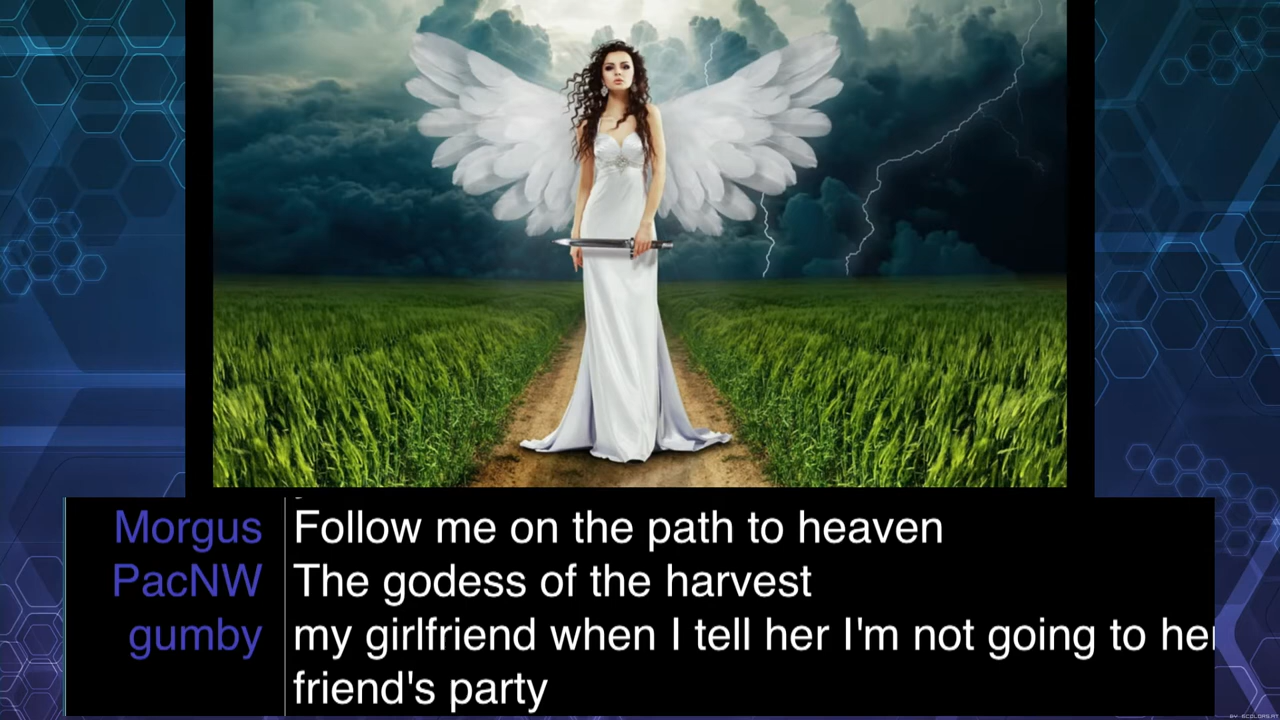 Morgus Follow me on the path to heaven
PacNW The godess of the harvest
gumby my girlfriend when I tell her I'm not going to her
friend's party